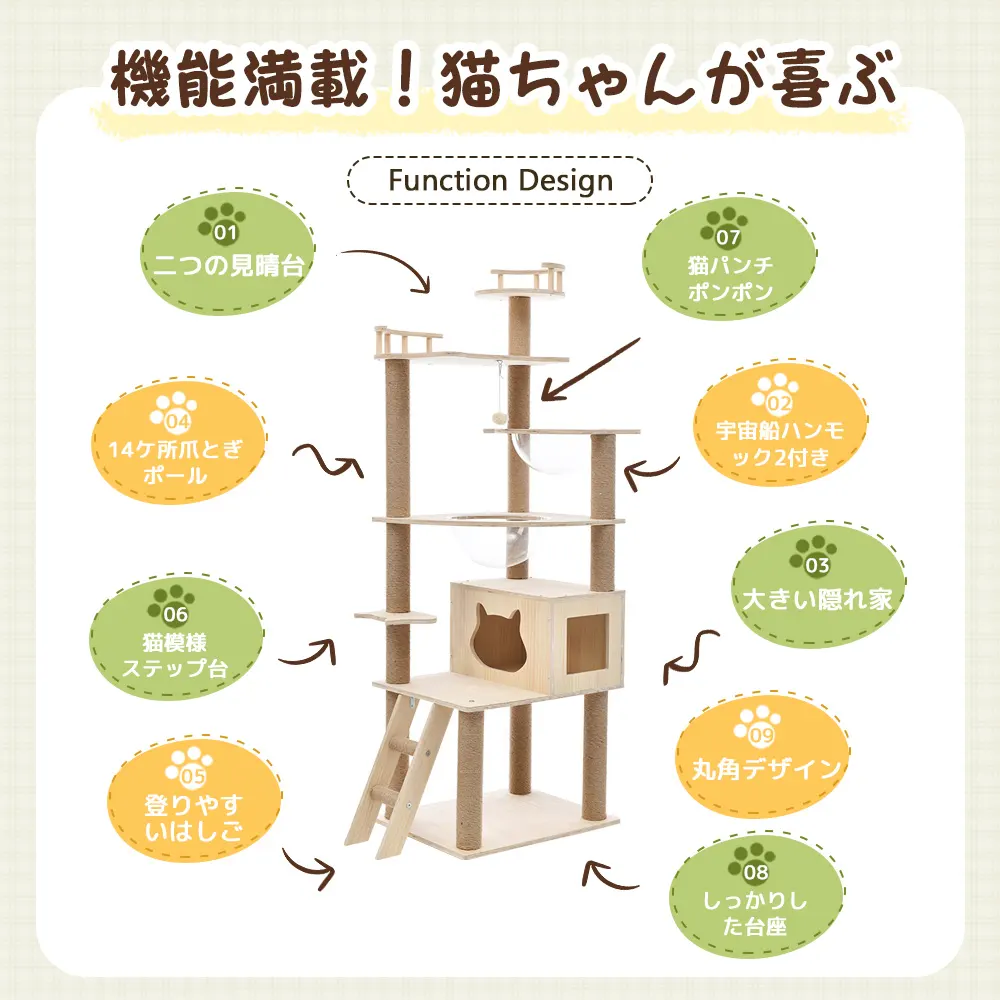 機能満載！猫ちゃんが喜ぶ
Function Design
01
二つの見晴台
07
猫パンチ
ポンポン
04
14ケ所爪とぎ
ポール
02
宇宙船ハンモ
ック2付き
03
大きい隠れ家
06
猫模様
ステップ台
09
丸角デザイン
05
登りやす
いはしご
08
しっかりし
た台座